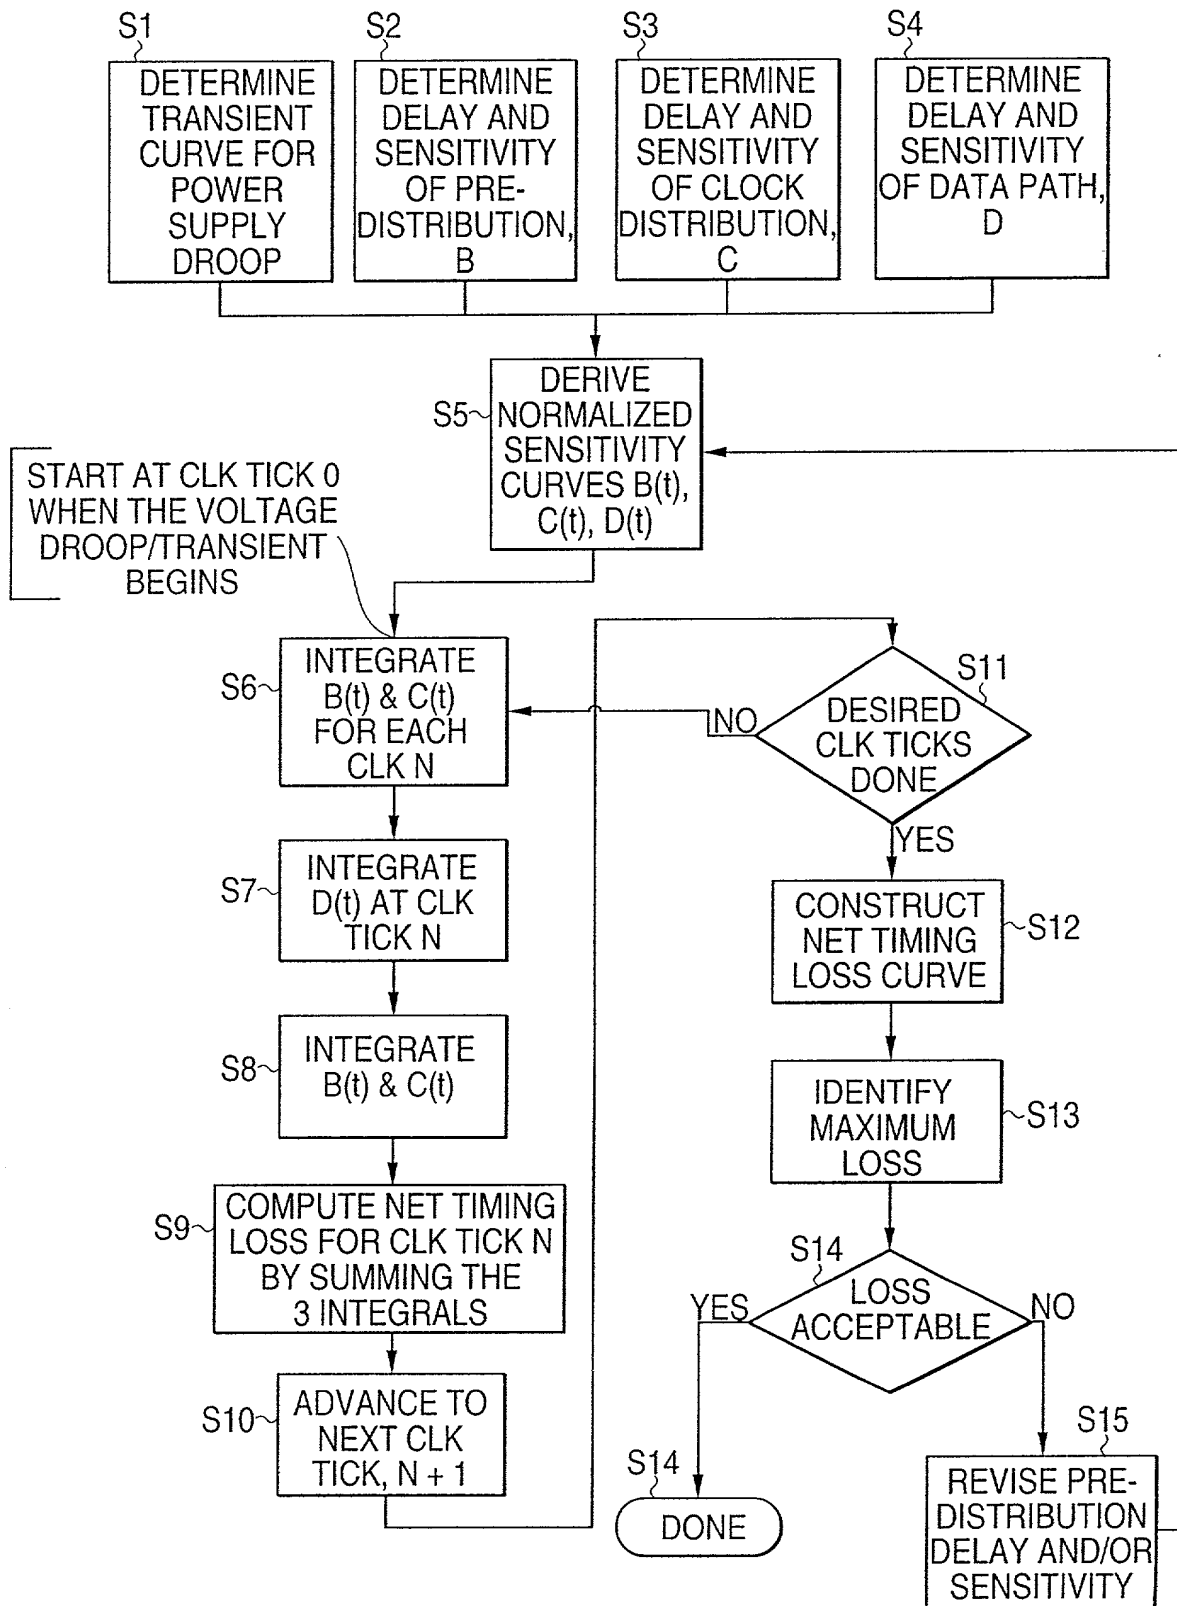 S1
DETERMINE
TRANSIENT
CURVE FOR
POWER
SUPPLY
DROOP
S2
DETERMINE
DELAY AND
SENSITIVITY
OF PRE-
DISTRIBUTION,
B
S3
DETERMINE
DELAY AND
SENSITIVITY
OF CLOCK
DISTRIBUTION,
C
S4
DETERMINE
DELAY AND
SENSITIVITY
OF DATA PATH,
D
S5
DERIVE
NORMALIZED
SENSITIVITY
CURVES B(t),
C(t), D(t)
START AT CLK TICK 0
WHEN THE VOLTAGE
DROOP/TRANSIENT
BEGINS
S6
INTEGRATE
B(t) & C(t)
FOR EACH
CLK N
S7
INTEGRATE
D(t) AT CLK
TICK N
S8
INTEGRATE
B(t) & C(t)
S9
COMPUTE NET TIMING
LOSS FOR CLK TICK N
BY SUMMING THE
3 INTEGRALS
S10
ADVANCE TO
NEXT CLK
TICK, N + 1
S11
DESIRED
CLK TICKS
DONE
NO
YES
CONSTRUCT
NET TIMING
LOSS CURVE
S12
IDENTIFY
MAXIMUM
LOSS
S13
S14
LOSS
ACCEPTABLE
YES
NO
S14
DONE
S15
REVISE PRE-
DISTRIBUTION
DELAY AND/OR
SENSITIVITY